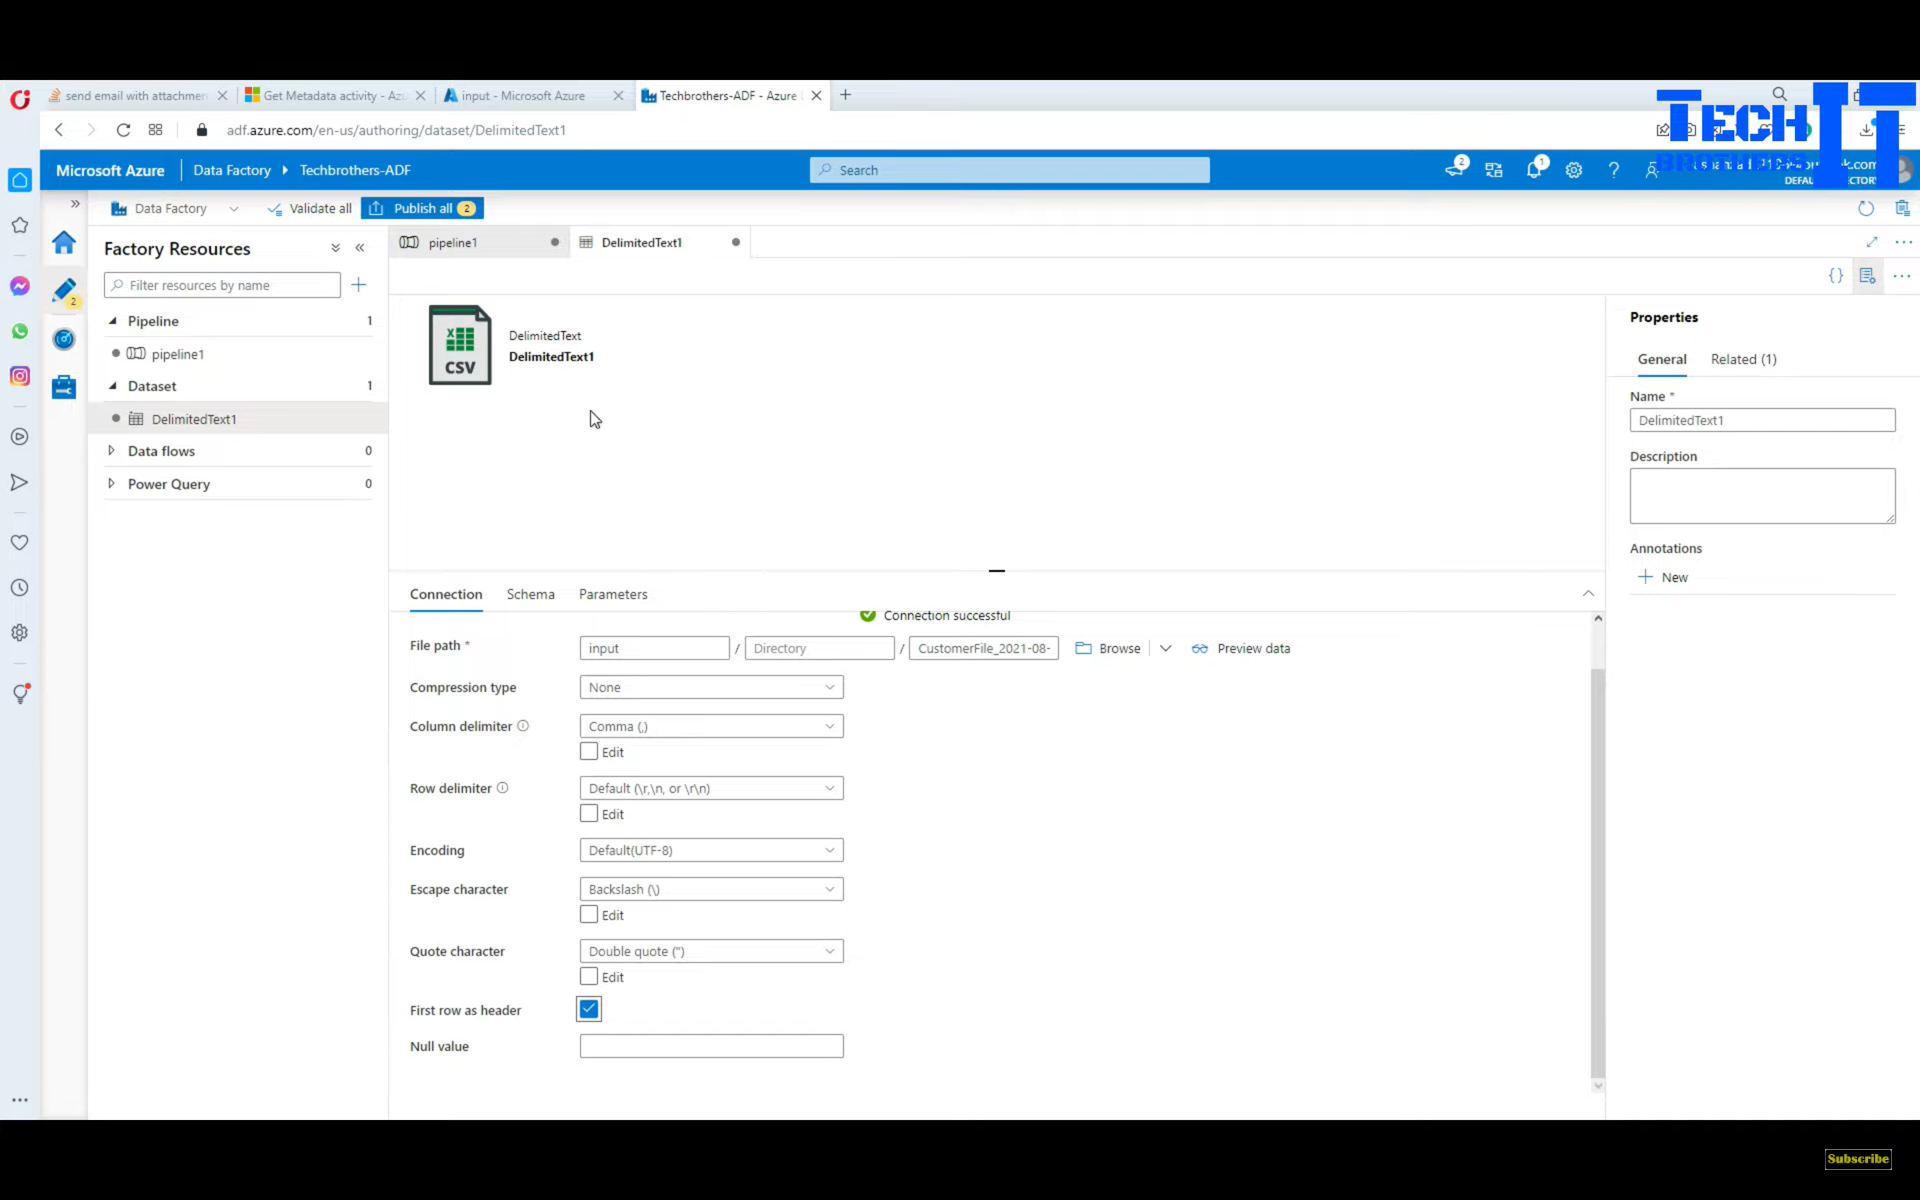 TECH IT
BROTHERS
send email with attachmen
Get Metadata activity - Az
input - Microsoft Azure
Techbrothers-ADF - Azure
adf.azure.com/en-us/authoring/dataset/DelimitedText1
Microsoft Azure
Data Factory
Techbrothers-ADF
Search
2
1
Data Factory
Validate all
Publish all
2
Factory Resources
pipeline1
DelimitedText1
Filter resources by name
2
Pipeline
1
pipeline1
Dataset
1
DelimitedText1
Data flows
0
Power Query
0
CSV
DelimitedText
DelimitedText1
Properties
General
Related (1)
Name *
DelimitedText1
Description
Annotations
New
Connection
Schema
Parameters
Connection successful
File path *
input
/
Directory
/
CustomerFile_2021-08-
Browse
Preview data
Compression type
None
Column delimiter
Comma (,)
Edit
Row delimiter
Default (\r,\n, or \r\n)
Edit
Encoding
Default(UTF-8)
Escape character
Backslash (\)
Edit
Quote character
Double quote (")
Edit
First row as header
Null value
Subscribe